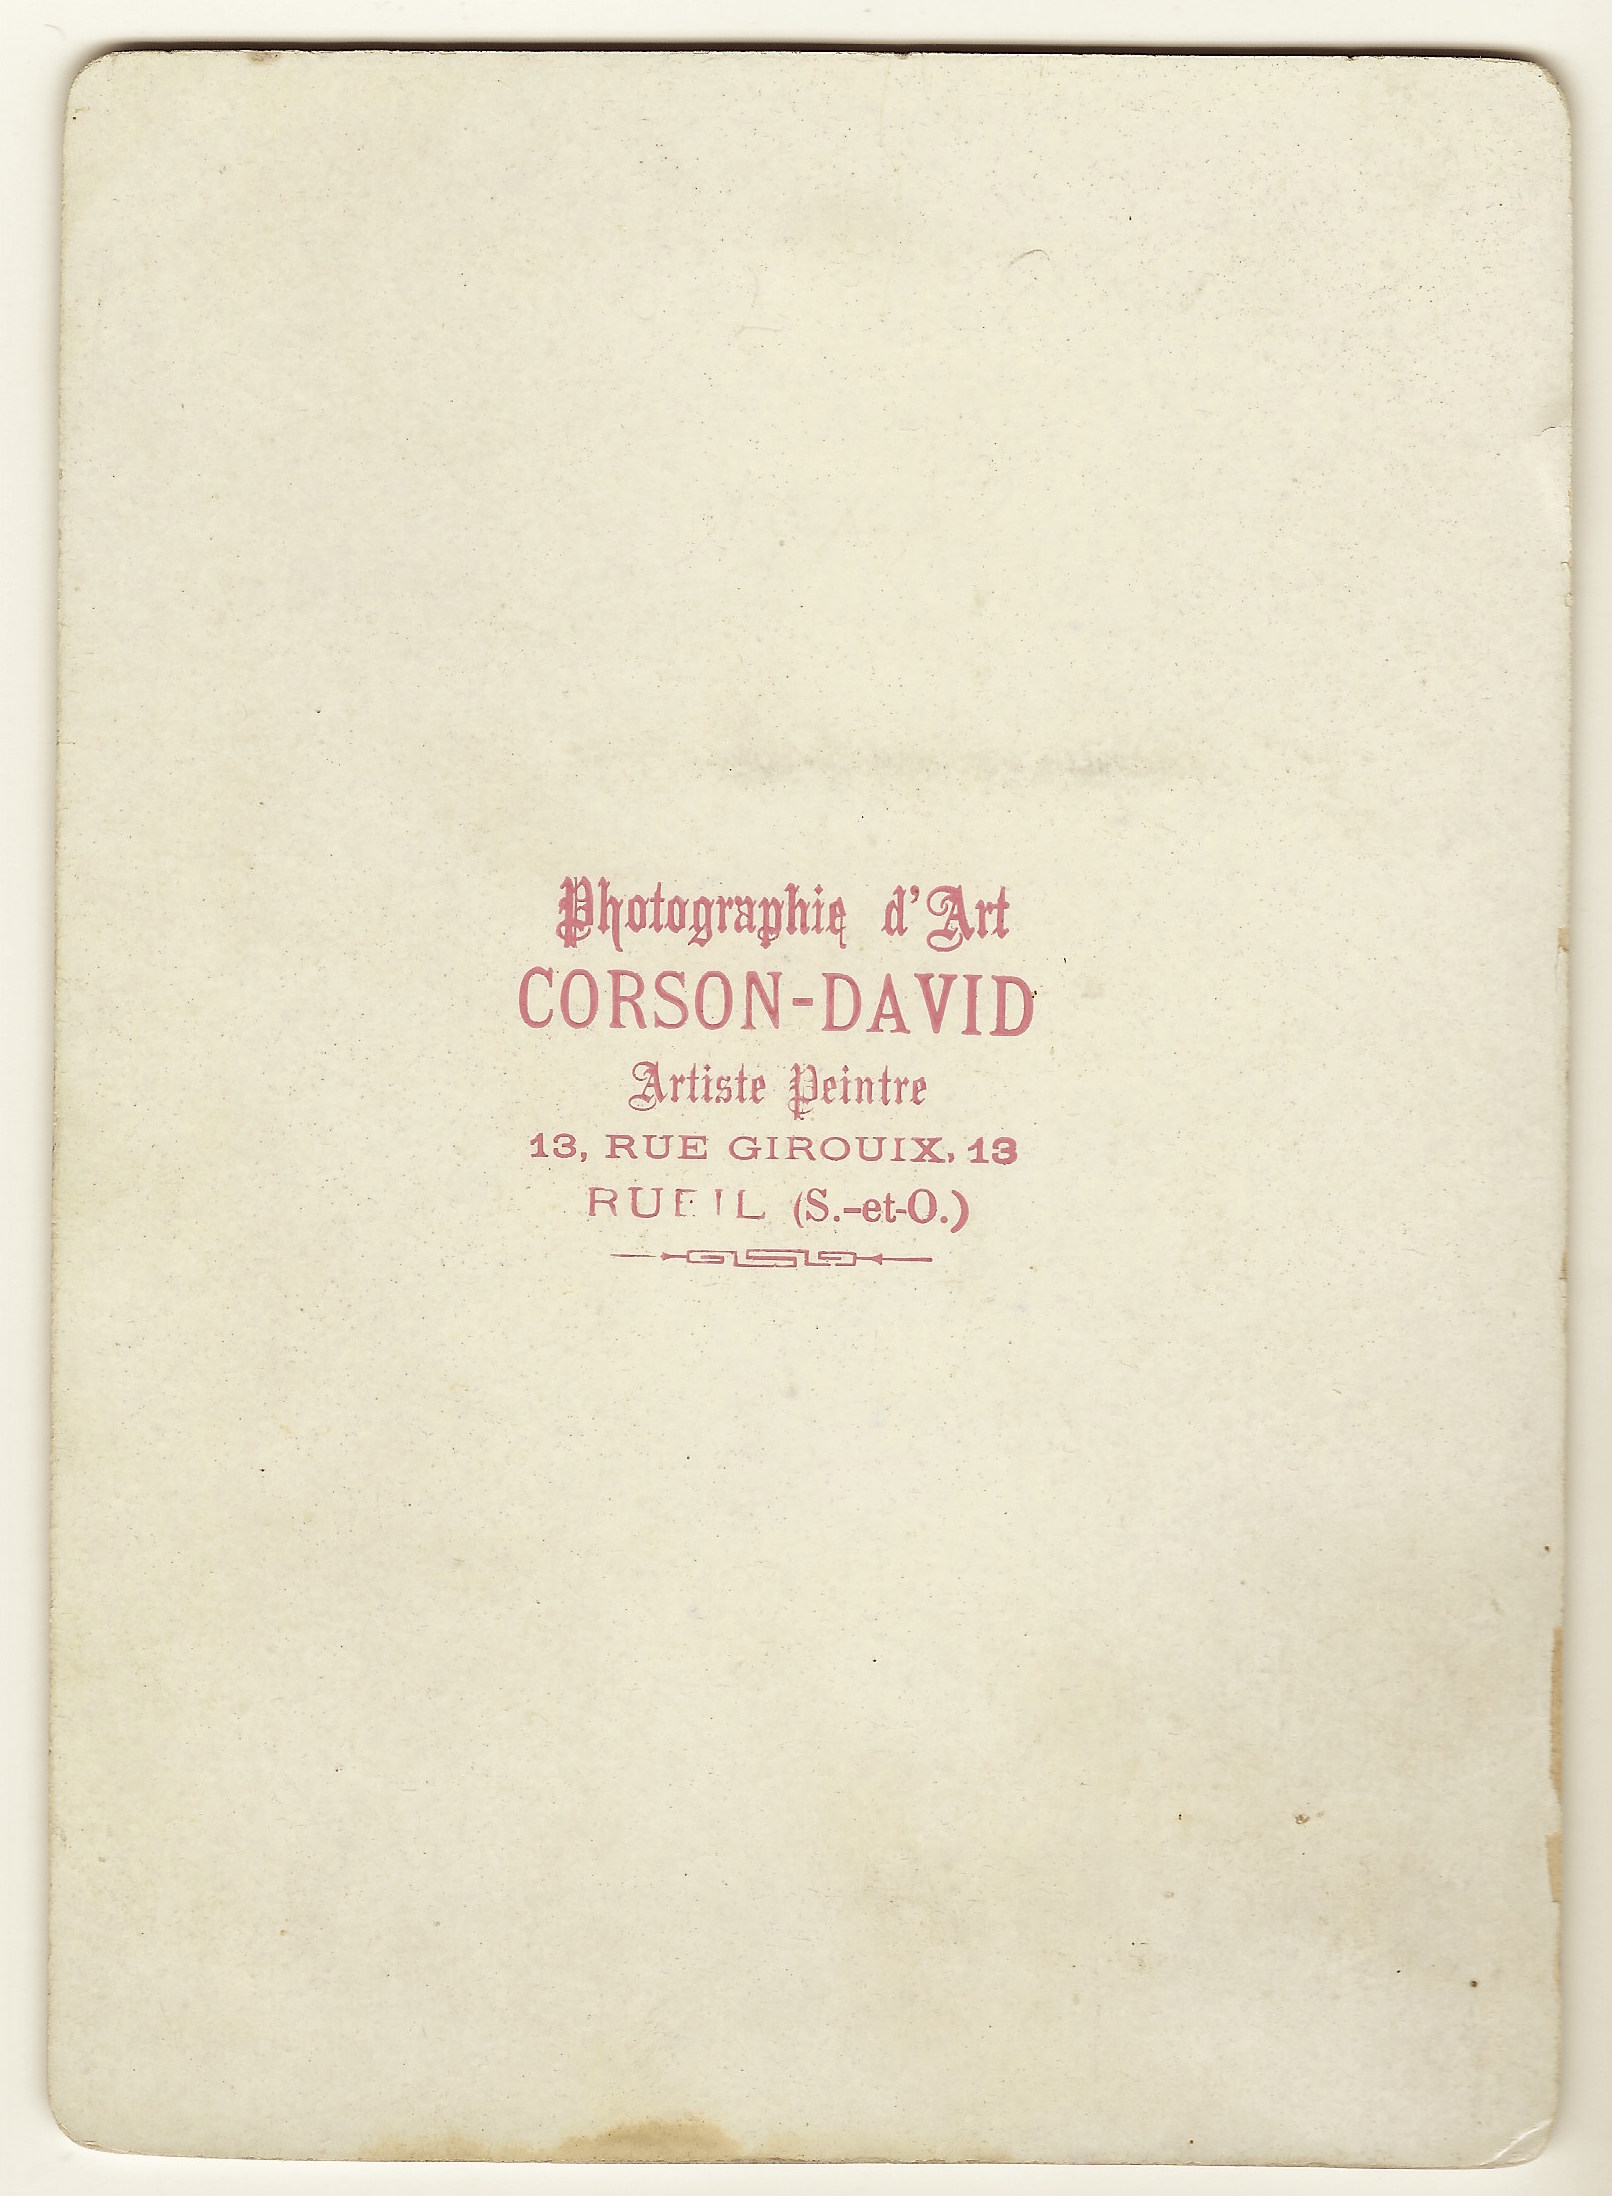 Photographie d'Art
CORSON-DAVID
Artiste Peintre
13, RUE GIROUIX, 13
RUEIL (S.-et-O.)